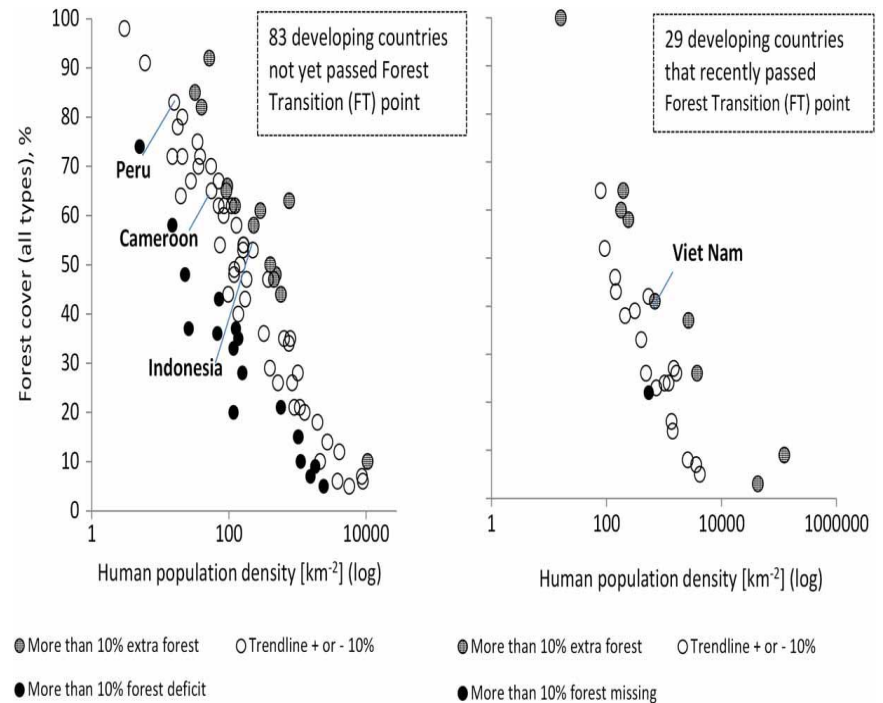 83 developing countries
not yet passed Forest
Transition (FT) point
Forest cover (all types), %
100
90
80
70
60
50
40
30
20
10
0
Peru
Cameroon
Indonesia
1
100
10000
Human population density [km-2] (log)
More than 10% extra forest
Trendline + or - 10%
More than 10% forest deficit
29 developing countries
that recently passed
Forest Transition (FT) point
Viet Nam
1
100
10000
1000000
Human population density [km-2] (log)
More than 10% extra forest
Trendline + or - 10%
More than 10% forest missing